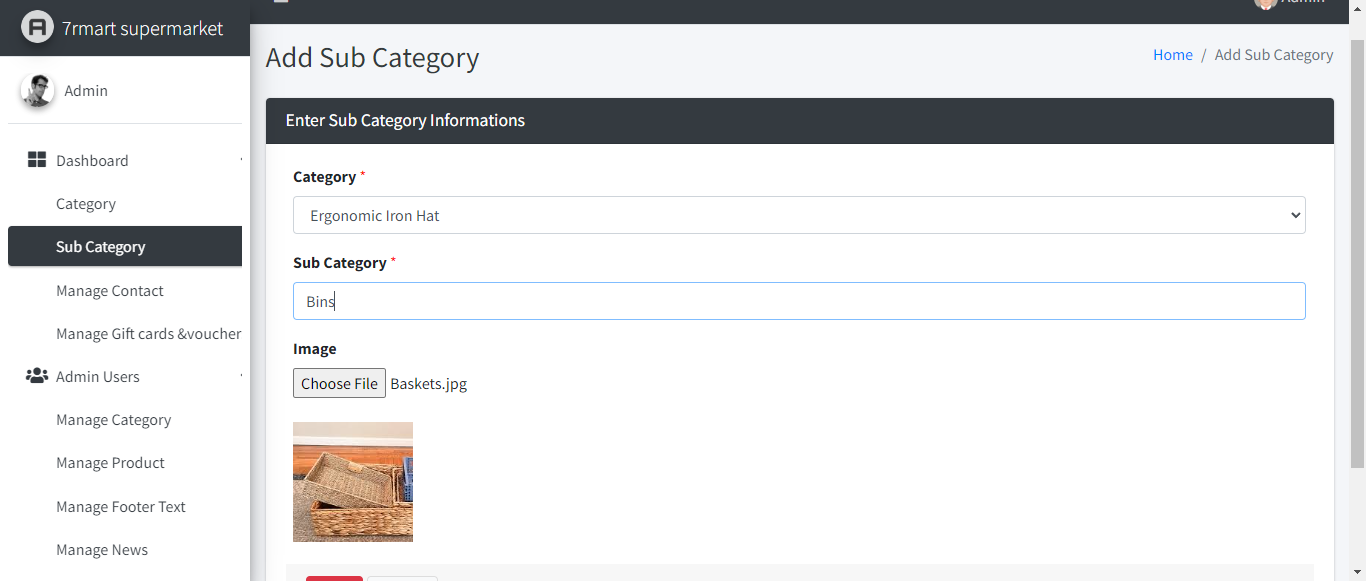 7rmart supermarket
Admin
Dashboard
Category
Sub Category
Manage Contact
Manage Gift cards &voucher
Admin Users
Manage Category
Manage Product
Manage Footer Text
Manage News
Admin
Add Sub Category
Home / Add Sub Category
Enter Sub Category Informations
Category *
Ergonomic Iron Hat
Sub Category *
Bins
Image
Choose File Baskets.jpg